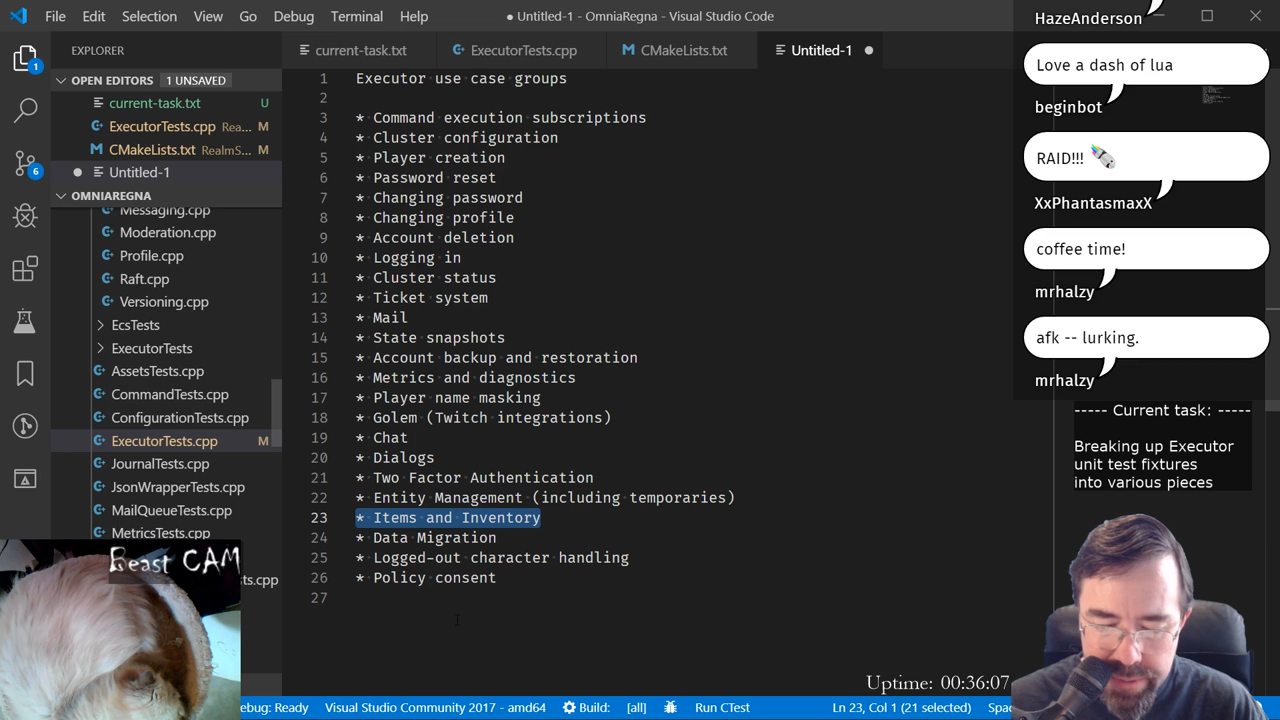 File Edit Selection View Go Debug Terminal Help
● Untitled-1 - OmniaRegna - Visual Studio Code
EXPLORER
OPEN EDITORS 1 UNSAVED
current-task.txt U
ExecutorTests.cpp Rea... M
CMakeLists.txt RealmS... M
Untitled-1
OMNIAREGNA
Messaging.cpp
Moderation.cpp
Profile.cpp
Raft.cpp
Versioning.cpp
EcsTests
ExecutorTests
AssetsTests.cpp
CommandTests.cpp
ConfigurationTests.cpp
ExecutorTests.cpp M
JournalTests.cpp
JsonWrapperTests.cpp
MailQueueTests.cpp
MetricsTests.cpp
ts.cpp
1
6
Beast CAM
current-task.txt ExecutorTests.cpp CMakeLists.txt Untitled-1
1 Executor use case groups
2
3 * Command execution subscriptions
4 * Cluster configuration
5 * Player creation
6 * Password reset
7 * Changing password
8 * Changing profile
9 * Account deletion
10 * Logging in
11 * Cluster status
12 * Ticket system
13 * Mail
14 * State snapshots
15 * Account backup and restoration
16 * Metrics and diagnostics
17 * Player name masking
18 * Golem (Twitch integrations)
19 * Chat
20 * Dialogs
21 * Two Factor Authentication
22 * Entity Management (including temporaries)
23 * Items and Inventory
24 * Data Migration
25 * Logged-out character handling
26 * Policy consent
27
HazeAnderson
Love a dash of lua
beginbot
RAID!!!
XxPhantasmaxX
coffee time!
mrhalzy
afk -- lurking.
mrhalzy
----- Current task: -----
Breaking up Executor
unit test fixtures
into various pieces
Uptime: 00:36:07
ebug: Ready Visual Studio Community 2017 - amd64 Build: [all] Run CTest Ln 23, Col 1 (21 selected) Spac